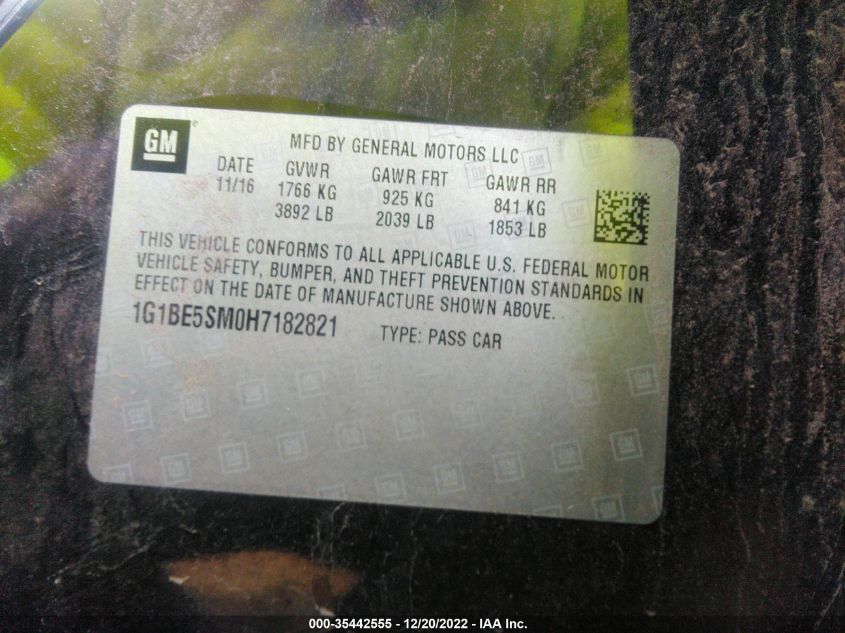 GM
MFD BY GENERAL MOTORS LLC
DATE GVWR GAWR FRT GAWR RR
11/16 1766 KG 925 KG 841 KG
3892 LB 2039 LB 1853 LB
THIS VEHICLE CONFORMS TO ALL APPLICABLE U.S. FEDERAL MOTOR
VEHICLE SAFETY, BUMPER, AND THEFT PREVENTION STANDARDS IN
EFFECT ON THE DATE OF MANUFACTURE SHOWN ABOVE.
1G1BE5SM0H7182821 TYPE: PASS CAR
000-35442555 - 12/20/2022 - IAA Inc.